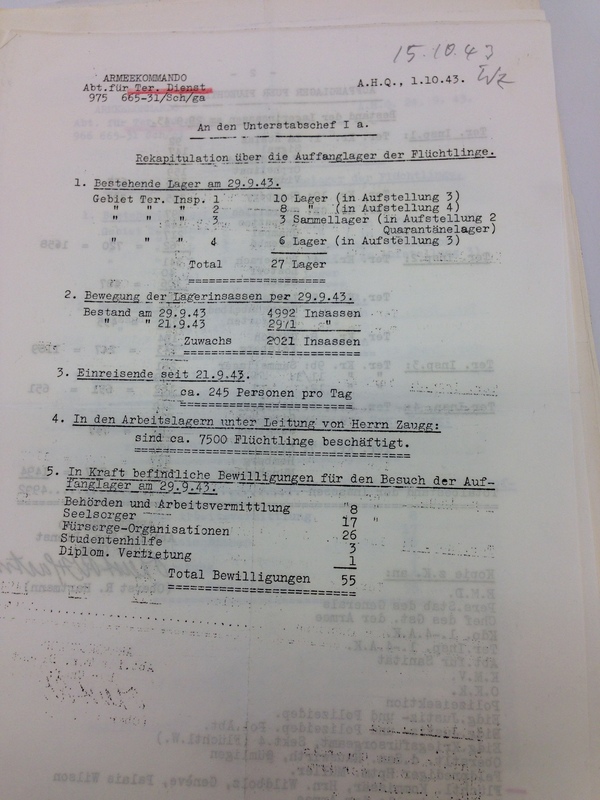 15.10.43
ARMEEKOMMANDO
Abt.für Ter. Dienst
975 665-31/Sch/ga
A.H.Q., 1.10.43.
An den Unterstabschef I a.
Rekapitulation über die Auffanglager der Flüchtlinge.
1. Bestehende Lager am 29.9.43.
Gebiet Ter. Insp. 1 10 Lager (in Aufstellung 3)
" " " 2 8 " (in Aufstellung 4)
" " " 3 3 Sammellager (in Aufstellung 2
Quarantänelager)
" " " 4 6 Lager (in Aufstellung 3)
Total 27 Lager
2. Bewegung der Lagerinsassen per 29.9.43.
Bestand am 29.9.43 4992 Insassen
" " 21.9.43 2971 "
Zuwachs 2021 Insassen
3. Einreisende seit 21.9.43.
ca. 245 Personen pro Tag
4. In den Arbeitslagern unter Leitung von Herrn Zaugg:
sind ca. 7500 Flüchtlinge beschäftigt.
5. In Kraft befindliche Bewilligungen für den Besuch der Auf-
fanglager am 29.9.43.
Behörden und Arbeitsvermittlung 8
Seelsorger 17
Fürsorge-Organisationen 26
Studentenhilfe 3
Diplom. Vertretung 1
Total Bewilligungen 55